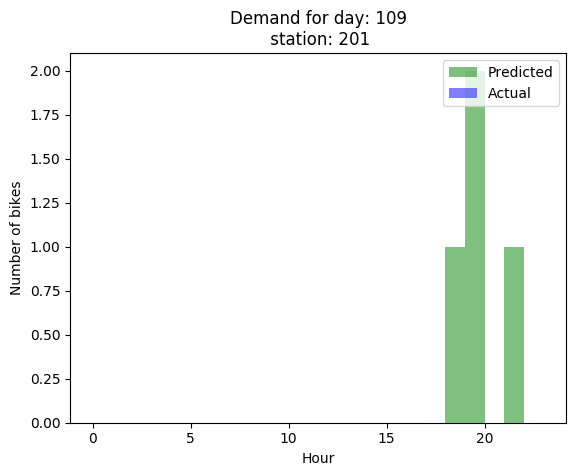 Demand for day: 109
station: 201
Predicted
Actual
2.00
1.75
1.50
1.25
1.00
0.75
0.50
0.25
0.00
Number of bikes
0 5 10 15 20
Hour